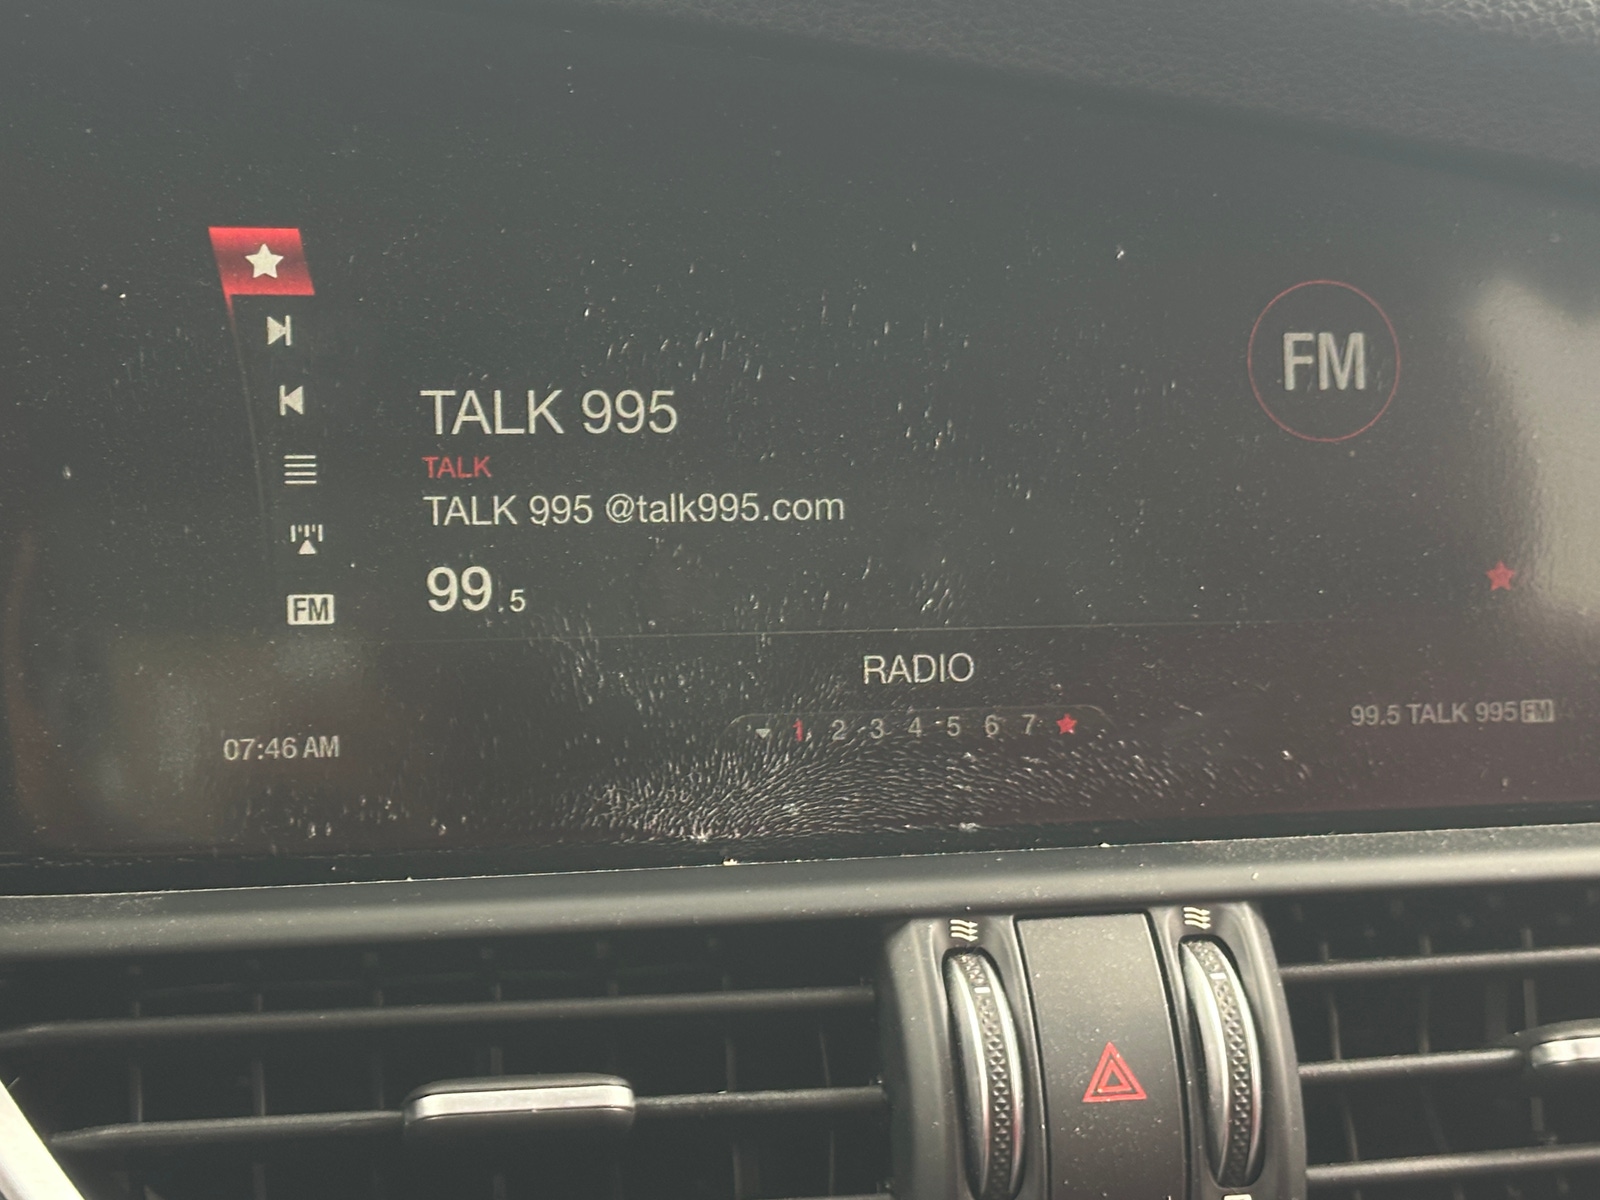 FM
TALK 995
TALK
TALK 995 @talk995.com
99.5
FM
RADIO
1 2 3 4 5 6 7
99.5 TALK 995 FM
07:46 AM